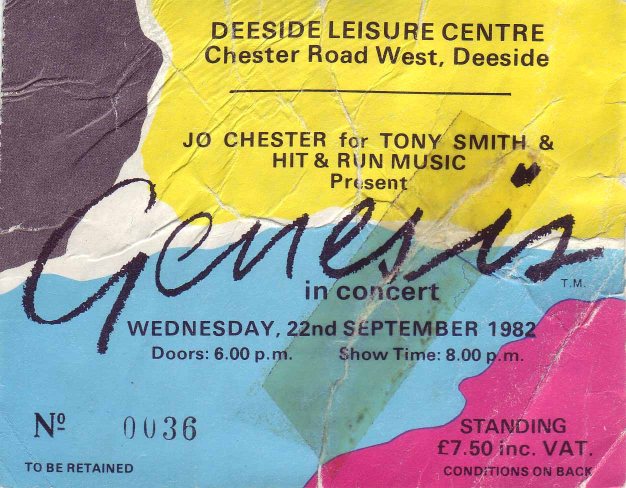 DEESIDE LEISURE CENTRE
Chester Road West, Deeside
JO CHESTER for TONY SMITH &
HIT & RUN MUSIC
Present
Genesis
T.M.
in concert
WEDNESDAY, 22nd SEPTEMBER 1982
Doors: 6.00 p.m. Show Time: 8.00 p.m.
Nº 0036
STANDING
£7.50 inc. VAT.
TO BE RETAINED
CONDITIONS ON BACK